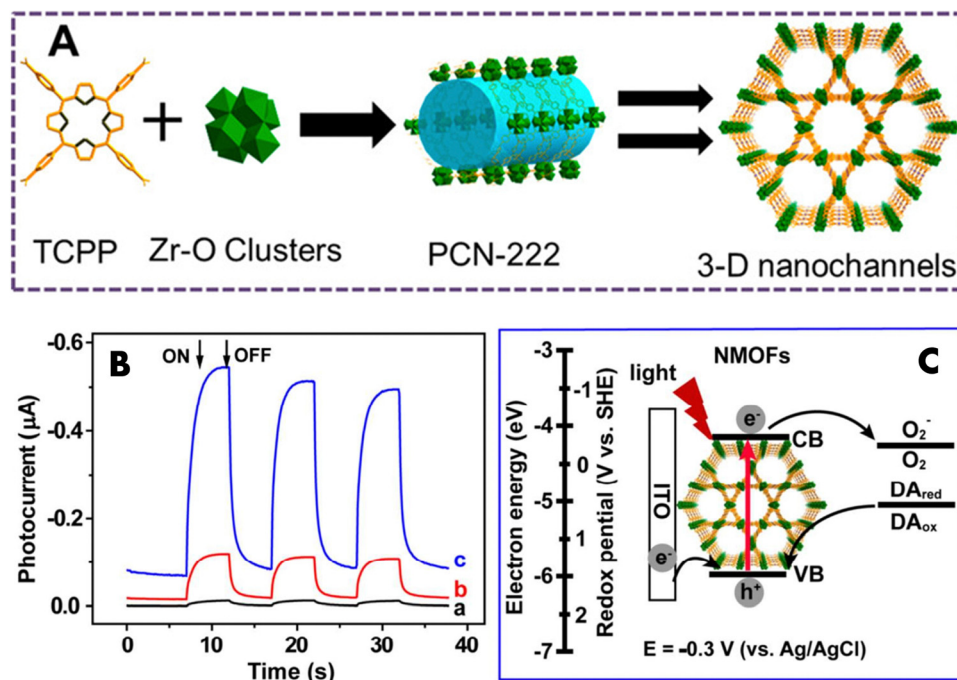 A
TCPP
+
Zr-O Clusters
PCN-222
3-D nanochannels
B
ON
OFF
-0.6
-0.4
-0.2
0.0
Photocurrent (µA)
c
b
a
0
10
20
30
40
Time (s)
C
NMOFs
light
-3
-4
-5
-6
-7
Electron energy (eV)
-1
0
1
2
Redox pential (V vs. SHE)
ITO
e-
e-
CB
VB
h+
O2-
O2
DAred
DAox
E = -0.3 V (vs. Ag/AgCl)